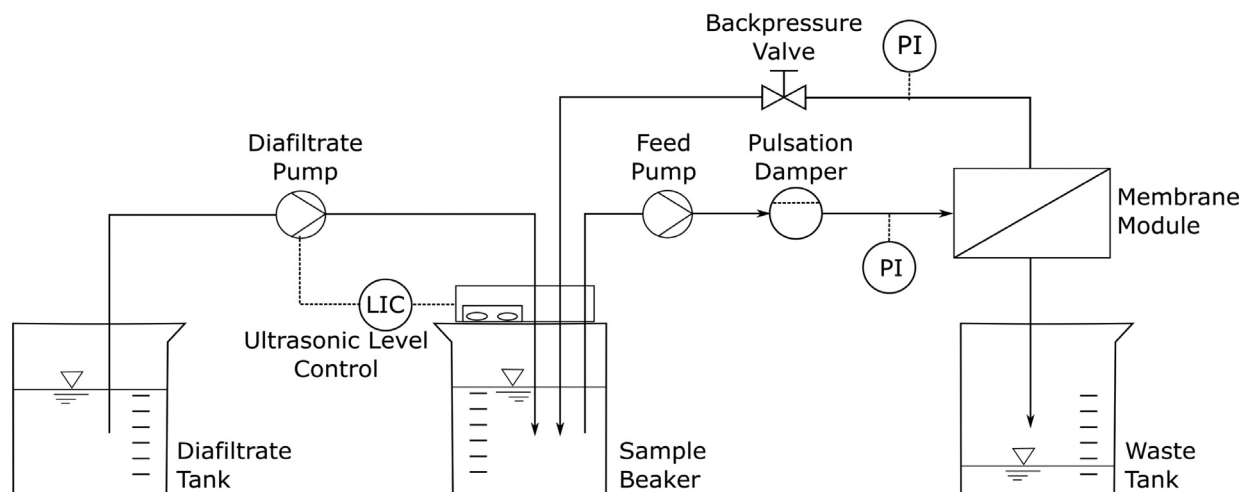 Backpressure
Valve
PI
Diafiltrate
Pump
Feed
Pump
Pulsation
Damper
Membrane
Module
PI
LIC
Ultrasonic Level
Control
Diafiltrate
Tank
Sample
Beaker
Waste
Tank